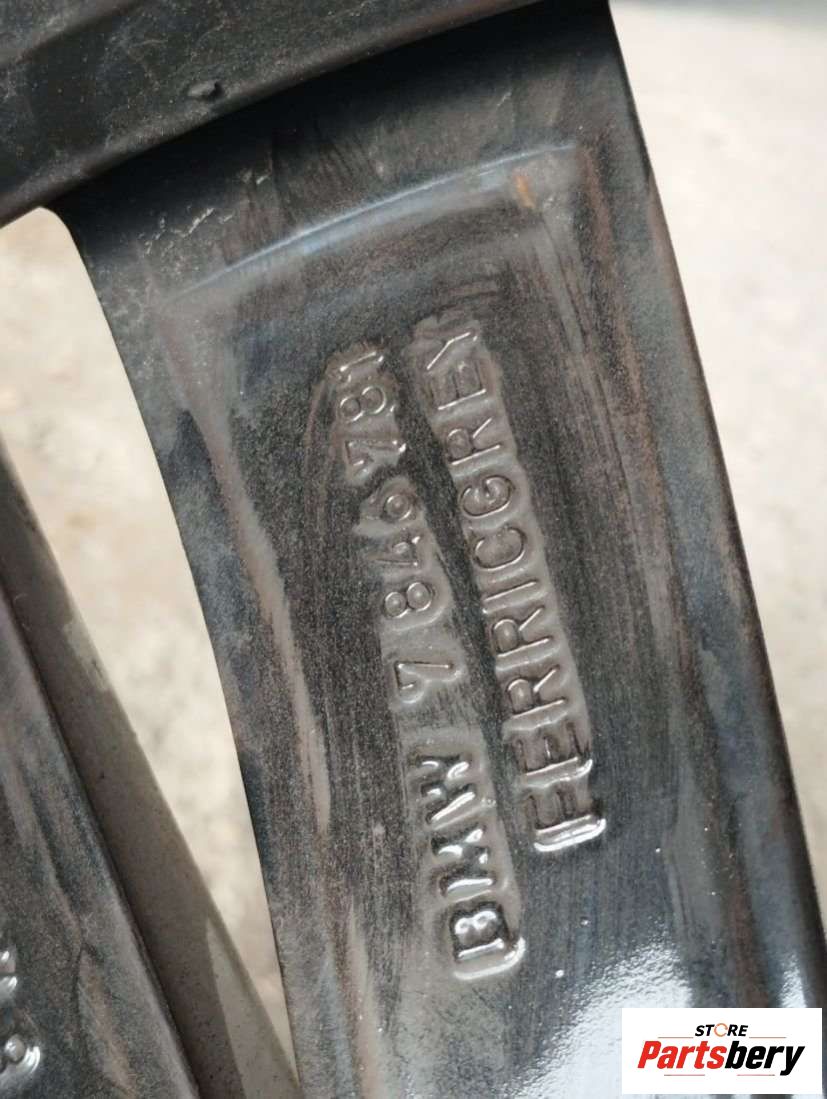 BMW 7 846 781
FERRICGREY
STORE
Partsbery